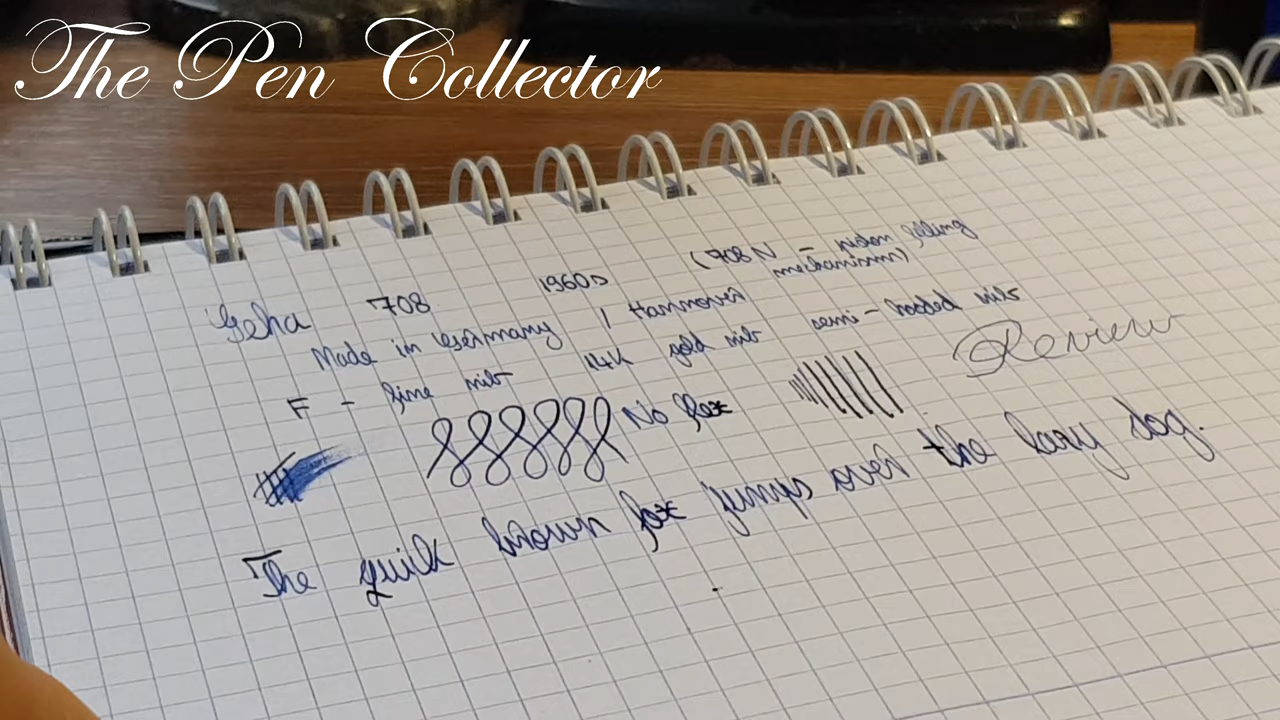 The Pen Collector
Geha 708 1960s (708 N - piston filling
mechanism)
Made in Germany / Hannover
F - fine nib 14K gold nib semi-hooded nib
No flex Review
The quick brown fox jumps over the lazy dog.